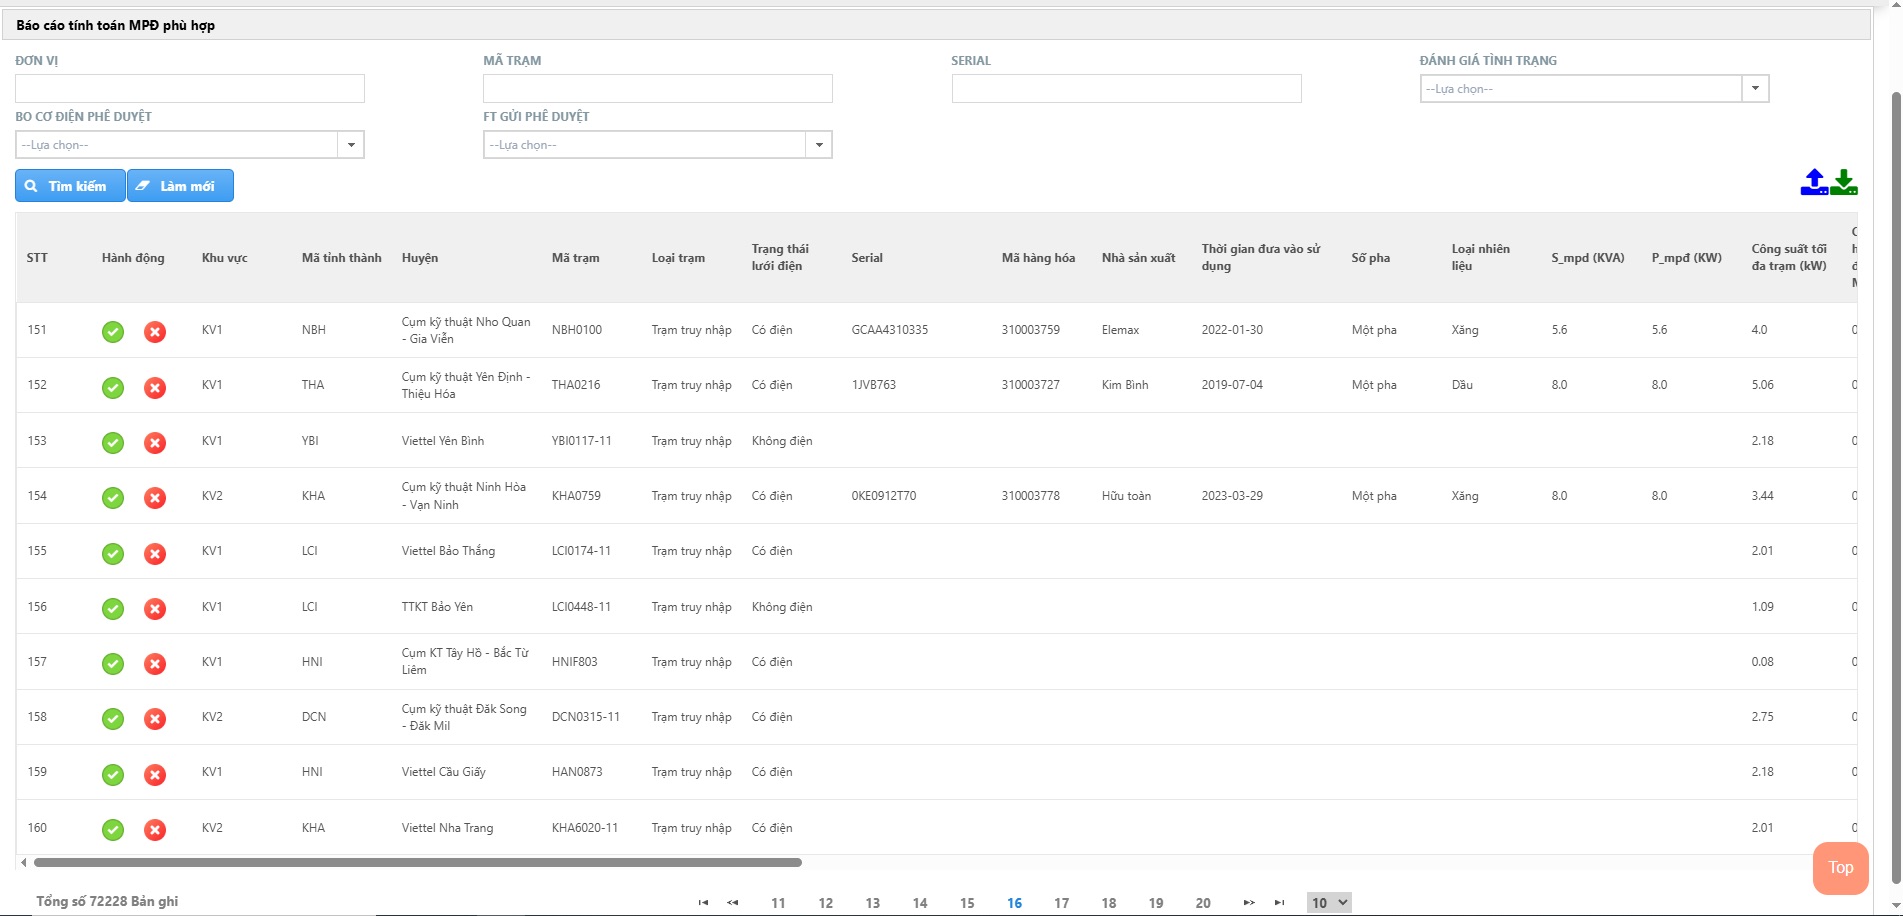 Báo cáo tính toán MPĐ phù hợp
ĐƠN VỊ
MÃ TRẠM
SERIAL
ĐÁNH GIÁ TÌNH TRẠNG
--Lựa chọn--
BO CƠ ĐIỆN PHÊ DUYỆT
FT GỬI PHÊ DUYỆT
--Lựa chọn--
--Lựa chọn--
Tìm kiếm
Làm mới
STT
Hành động
Khu vực
Mã tỉnh thành
Huyện
Mã trạm
Loại trạm
Trạng thái
lưới điện
Serial
Mã hàng hóa
Nhà sản xuất
Thời gian đưa vào sử
dụng
Số pha
Loại nhiên
liệu
S_mpd (KVA)
P_mpđ (KW)
Công suất tối
đa trạm (kW)
151 KV1 NBH Cụm kỹ thuật Nho Quan
- Gia Viễn
NBH0100 Trạm truy nhập Có điện GCAA4310335 310003759 Elemax 2022-01-30 Một pha Xăng 5.6 5.6 4.0 0
152 KV1 THA Cụm kỹ thuật Yên Định -
Thiệu Hóa
THA0216 Trạm truy nhập Có điện 1JVB763 310003727 Kim Bình 2019-07-04 Một pha Dầu 8.0 8.0 5.06 0
153 KV1 YBI Viettel Yên Bình YBI0117-11 Trạm truy nhập Không điện 2.18 0
154 KV2 KHA Cụm kỹ thuật Ninh Hòa
- Vạn Ninh
KHA0759 Trạm truy nhập Có điện 0KE0912T70 310003778 Hữu toàn 2023-03-29 Một pha Xăng 8.0 8.0 3.44 0
155 KV1 LCI Viettel Bảo Thắng LCI0174-11 Trạm truy nhập Có điện 2.01 0
156 KV1 LCI TTKT Bảo Yên LCI0448-11 Trạm truy nhập Không điện 1.09 0
157 KV1 HNI Cụm KT Tây Hồ - Bắc Từ
Liêm
HNIF803 Trạm truy nhập Có điện 0.08 0
158 KV2 DCN Cụm kỹ thuật Đăk Song
- Đăk Mil
DCN0315-11 Trạm truy nhập Có điện 2.75 0
159 KV1 HNI Viettel Cầu Giấy HAN0873 Trạm truy nhập Có điện 2.18 0
160 KV2 KHA Viettel Nha Trang KHA6020-11 Trạm truy nhập Có điện 2.01 0
Top
Tổng số 72228 Bản ghi
11 12 13 14 15 16 17 18 19 20
10